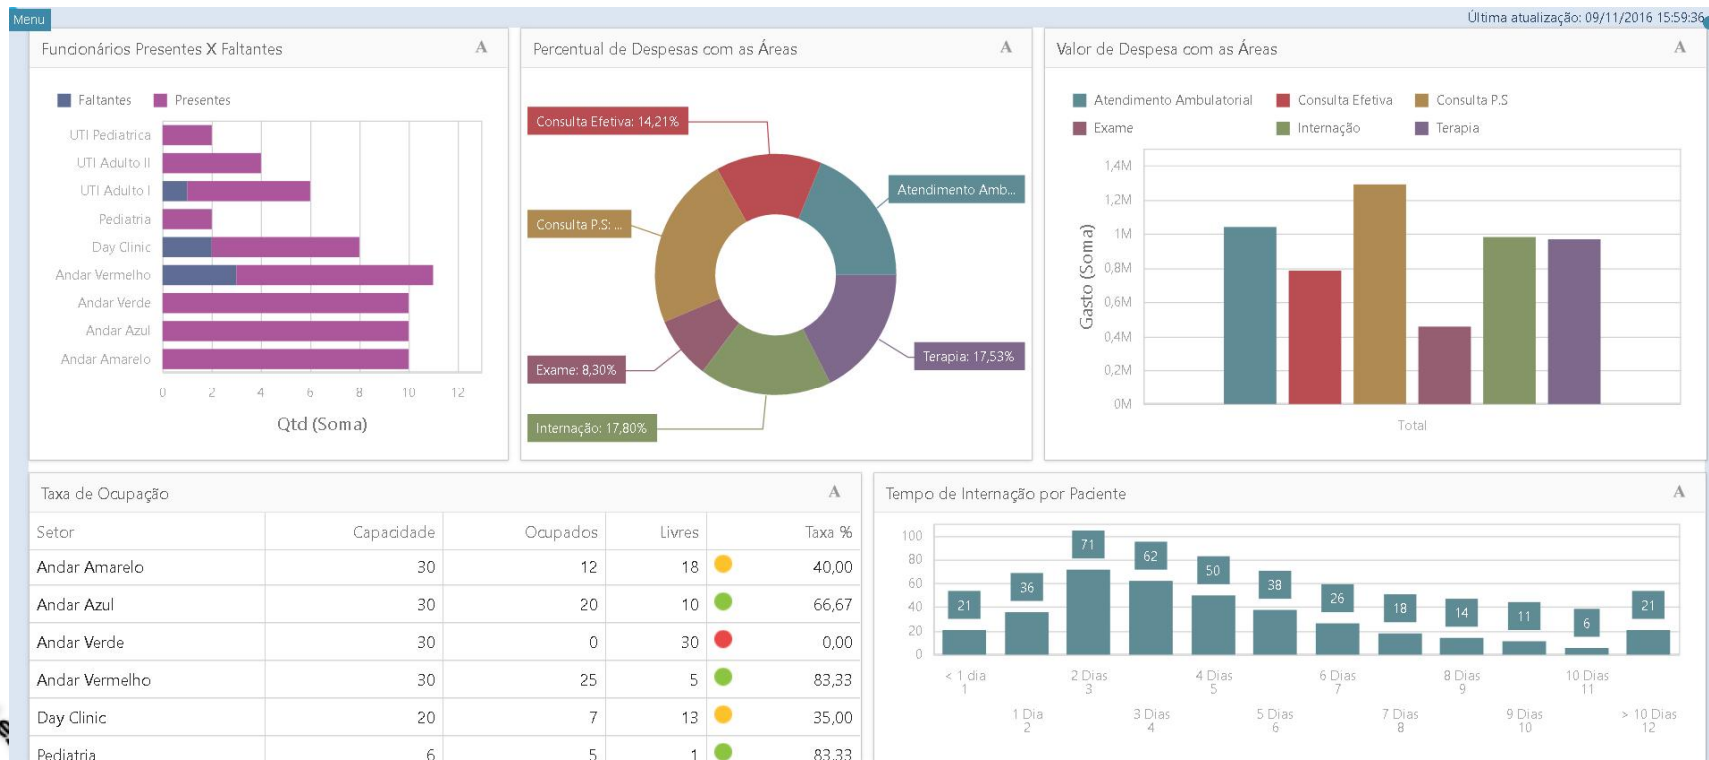 Menu
Última atualização: 09/11/2016 15:59:36
Funcionários Presentes X Faltantes A
Faltantes Presentes
UTI Pediatrica
UTI Adulto II
UTI Adulto I
Pediatria
Day Clinic
Andar Vermelho
Andar Verde
Andar Azul
Andar Amarelo
0 2 4 6 8 10 12
Qtd (Soma)
Percentual de Despesas com as Áreas A
Consulta Efetiva: 14,21%
Atendimento Amb...
Consulta P.S: ...
Terapia: 17,53%
Exame: 8,30%
Internação: 17,80%
Valor de Despesa com as Áreas A
Atendimento Ambulatorial Consulta Efetiva Consulta P.S
Exame Internação Terapia
1,4M
1,2M
1M
0,8M
0,6M
0,4M
0,2M
0M
Gasto (Soma)
Total
Taxa de Ocupação A
Setor Capacidade Ocupados Livres Taxa %
Andar Amarelo 30 12 18 40,00
Andar Azul 30 20 10 66,67
Andar Verde 30 0 30 0,00
Andar Vermelho 30 25 5 83,33
Day Clinic 20 7 13 35,00
Pediatria 6 5 1 83,33
Tempo de Internação por Paciente A
100
80
60
40
20
0
21 36 71 62 50 38 26 18 14 11 6 21
< 1 dia 2 Dias 4 Dias 6 Dias 8 Dias 10 Dias
1 3 5 7 9 11
1 Dia 3 Dias 5 Dias 7 Dias 9 Dias > 10 Dias
2 4 6 8 10 12